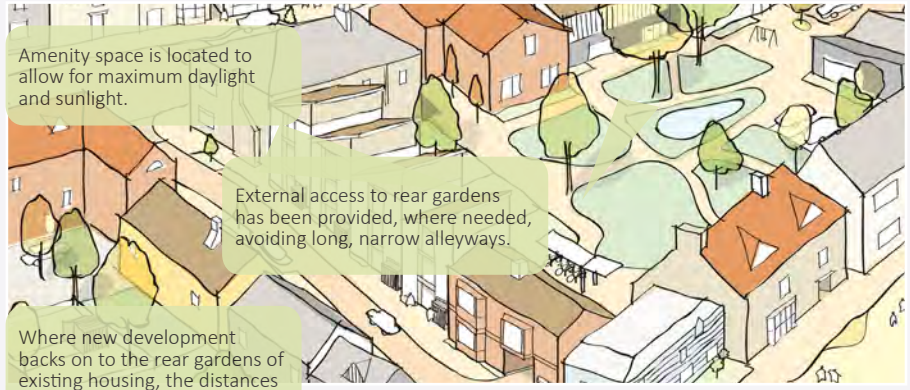 Amenity space is located to
allow for maximum daylight
and sunlight.
External access to rear gardens
has been provided, where needed,
avoiding long, narrow alleyways.
Where new development
backs on to the rear gardens of
existing housing, the distances